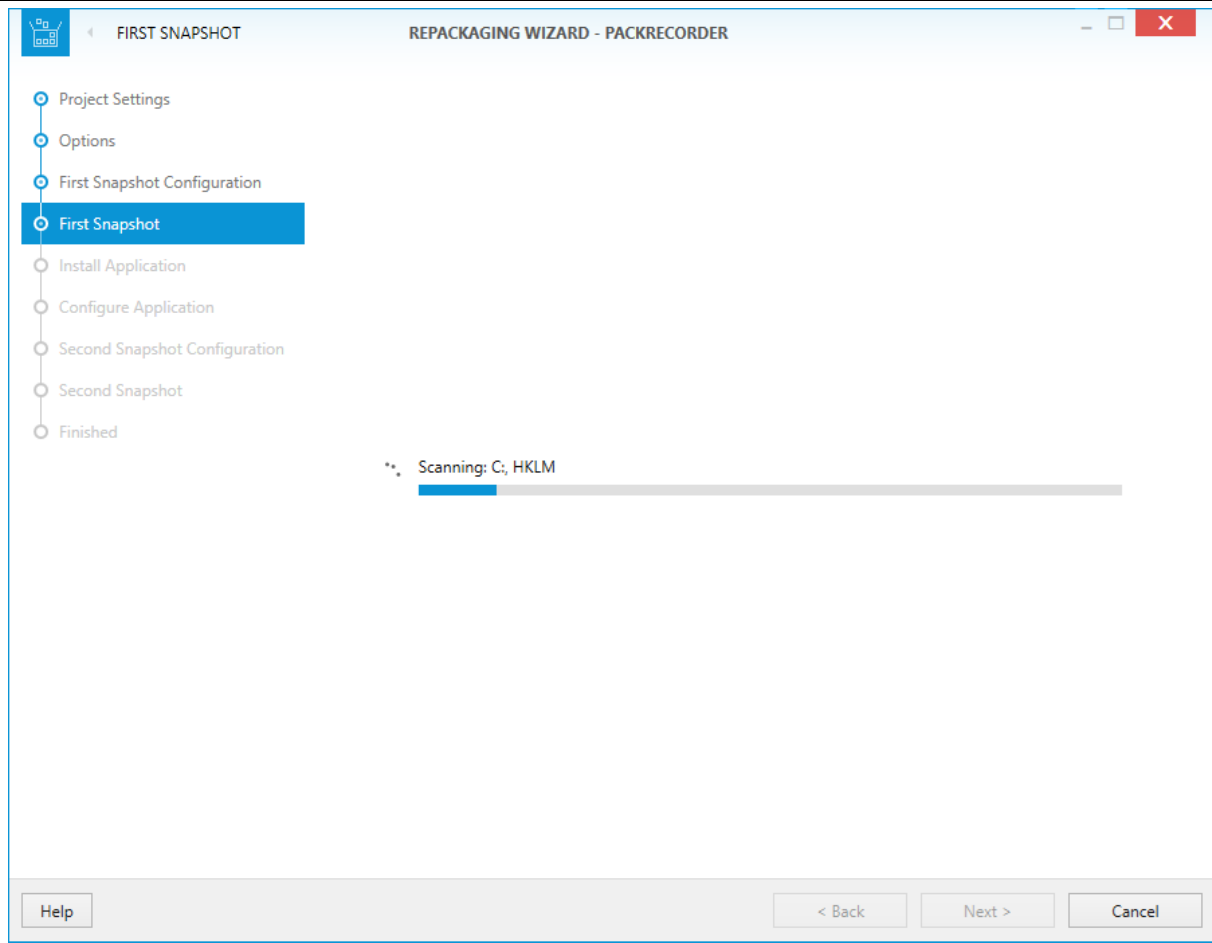 FIRST SNAPSHOT
REPACKAGING WIZARD - PACKRECORDER
Project Settings
Options
First Snapshot Configuration
First Snapshot
Install Application
Configure Application
Second Snapshot Configuration
Second Snapshot
Finished
Scanning: C:, HKLM
Help
< Back
Next >
Cancel